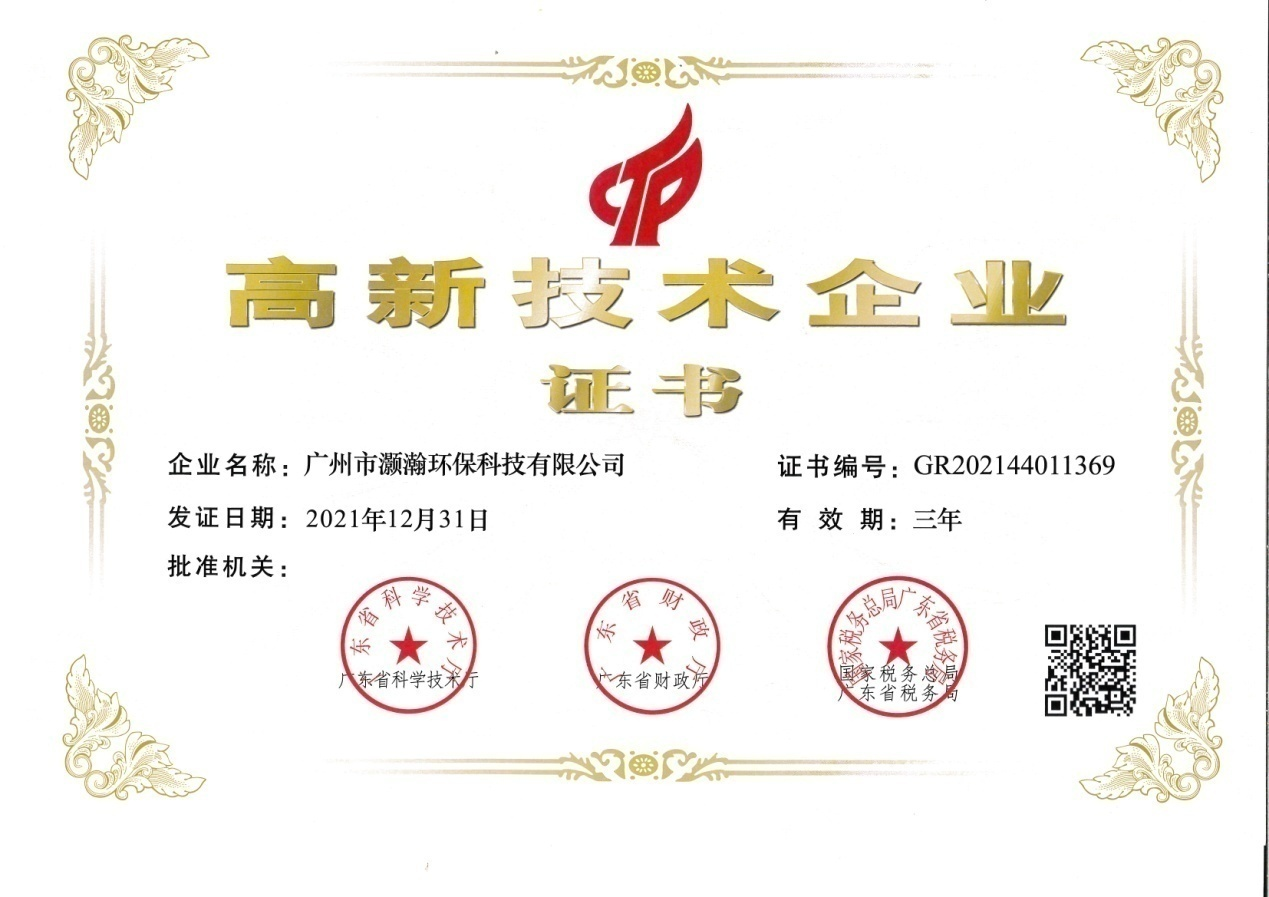 高新技术企业
证书
企业名称：广州市灏瀚环保科技有限公司
证书编号：GR202144011369
发证日期：2021年12月31日
有效期：三年
批准机关：
广东省科学技术厅
广东省科学技术厅
广东省财政厅
广东省财政厅
国家税务总局广东省税务局
国家税务总局
广东省税务局